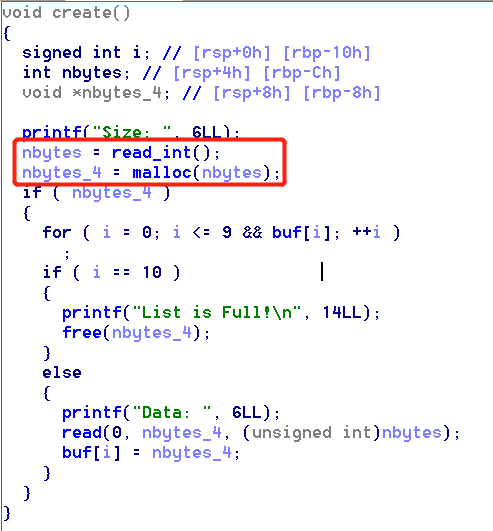 void create()
{
signed int i; // [rsp+0h] [rbp-10h]
int nbytes; // [rsp+4h] [rbp-Ch]
void *nbytes_4; // [rsp+8h] [rbp-8h]
printf("Size: ", 6LL);
nbytes = read_int();
nbytes_4 = malloc(nbytes);
if ( nbytes_4 )
{
for ( i = 0; i <= 9 && buf[i]; ++i )
;
if ( i == 10 )
{
printf("List is Full!\n", 14LL);
free(nbytes_4);
}
else
{
printf("Data: ", 6LL);
read(0, nbytes_4, (unsigned int)nbytes);
buf[i] = nbytes_4;
}
}
}